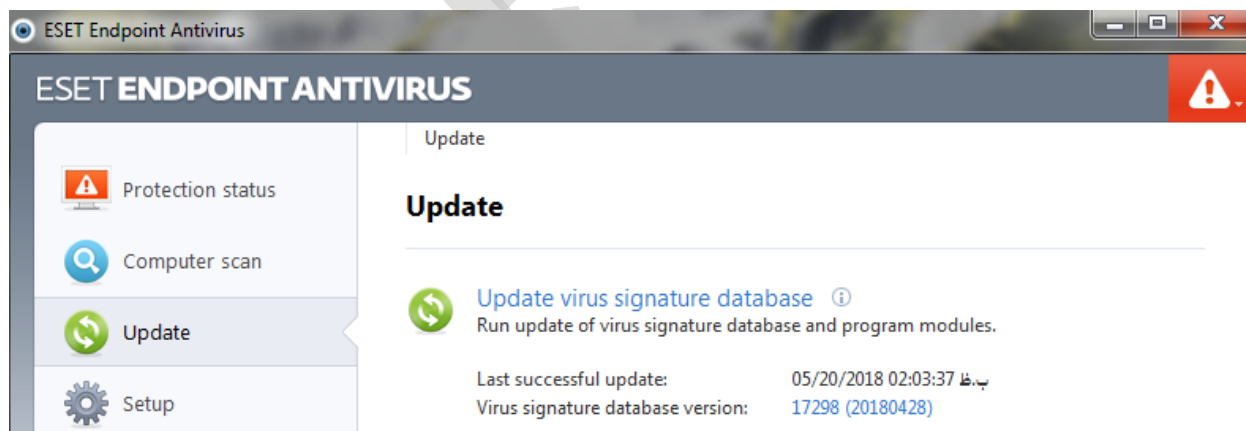 ESET Endpoint Antivirus
ESET ENDPOINT ANTIVIRUS
Protection status
Computer scan
Update
Setup
Update
Update
Update virus signature database
Run update of virus signature database and program modules.
Last successful update: 05/20/2018 02:03:37 ب.ظ
Virus signature database version: 17298 (20180428)